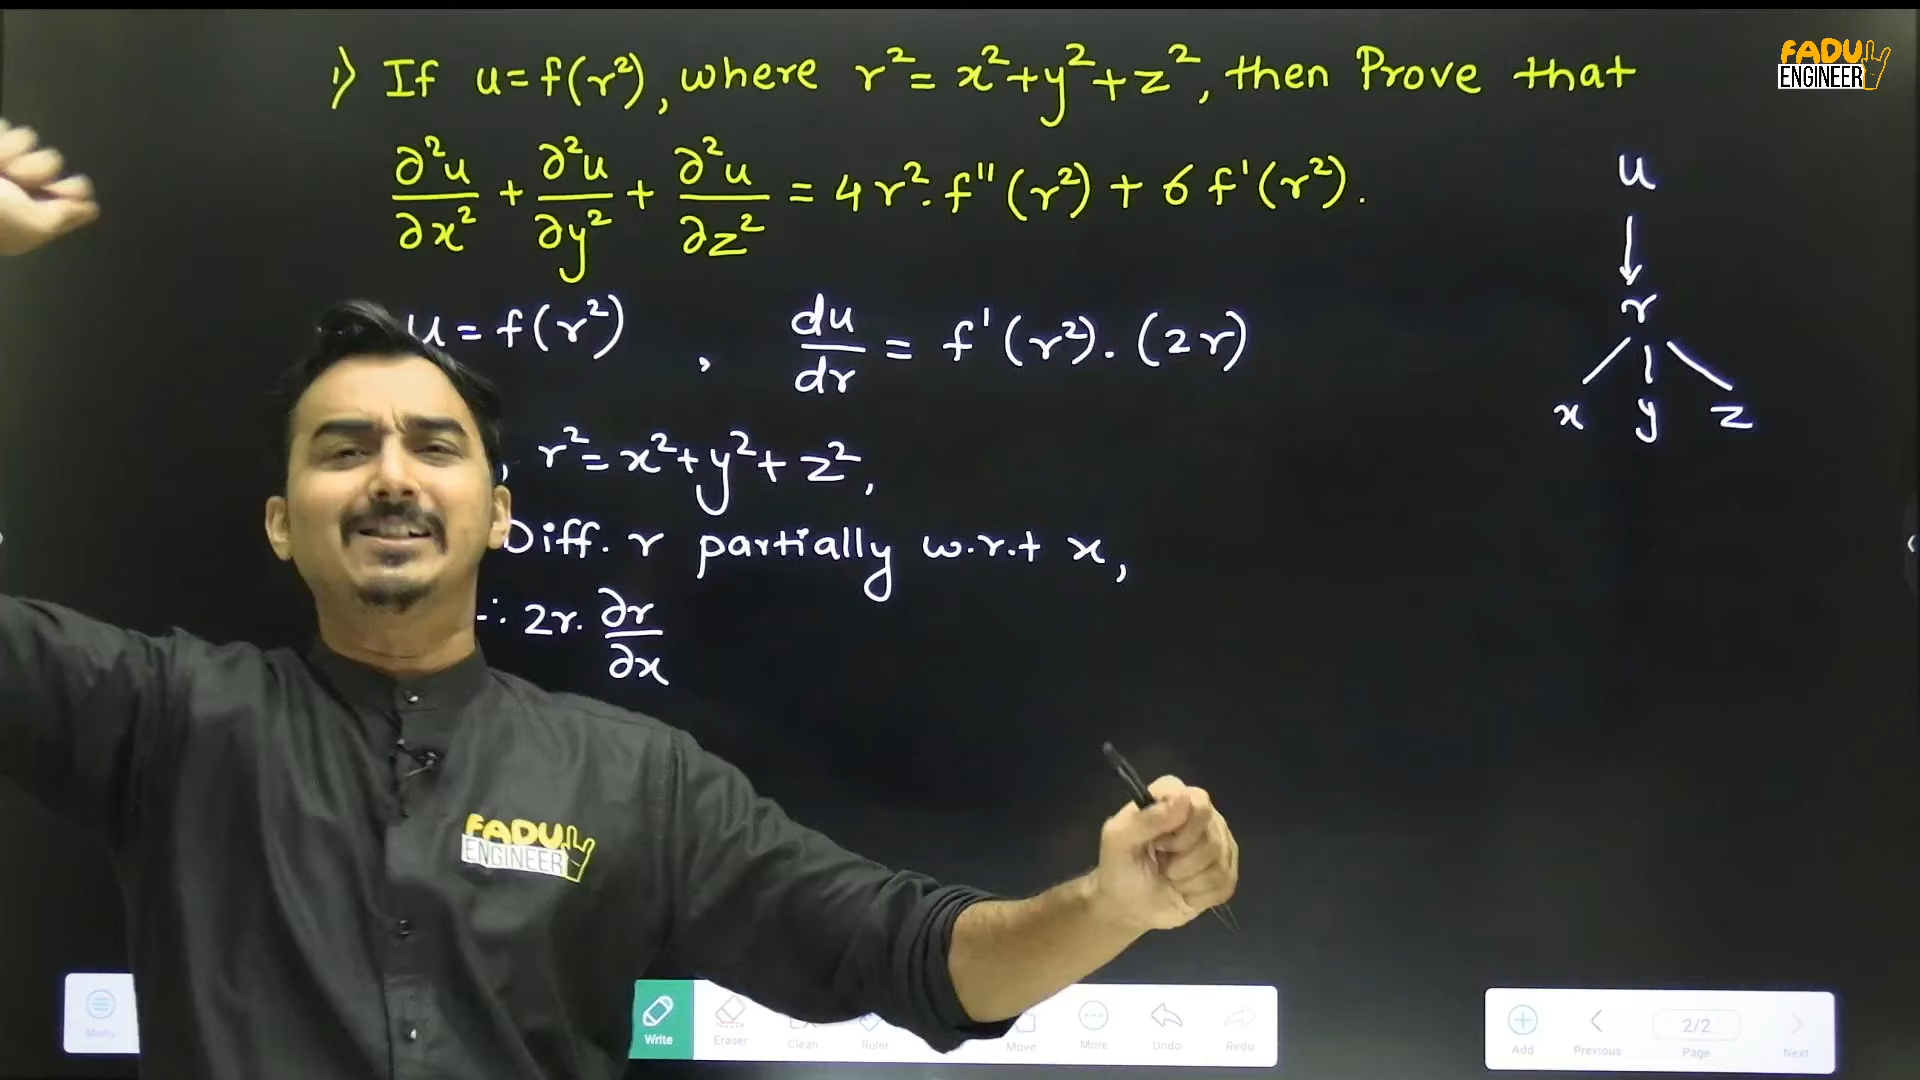 1) If u=f(r²), where r²= x²+y²+z², then Prove that
FADU ENGINEER
∂²u/∂x² + ∂²u/∂y² + ∂²u/∂z² = 4r². f"(r²) + 6 f'(r²).
u
r
x y z
u = f(r²) , du/dr = f'(r²). (2r)
, r²= x²+y²+z²,
Diff. r partially w.r.t x,
∴ 2r. ∂r/∂x
FADU
ENGINEER
Menu
Write Eraser Clean Ruler Move More Undo Redo
Add Previous 2/2 Page Next